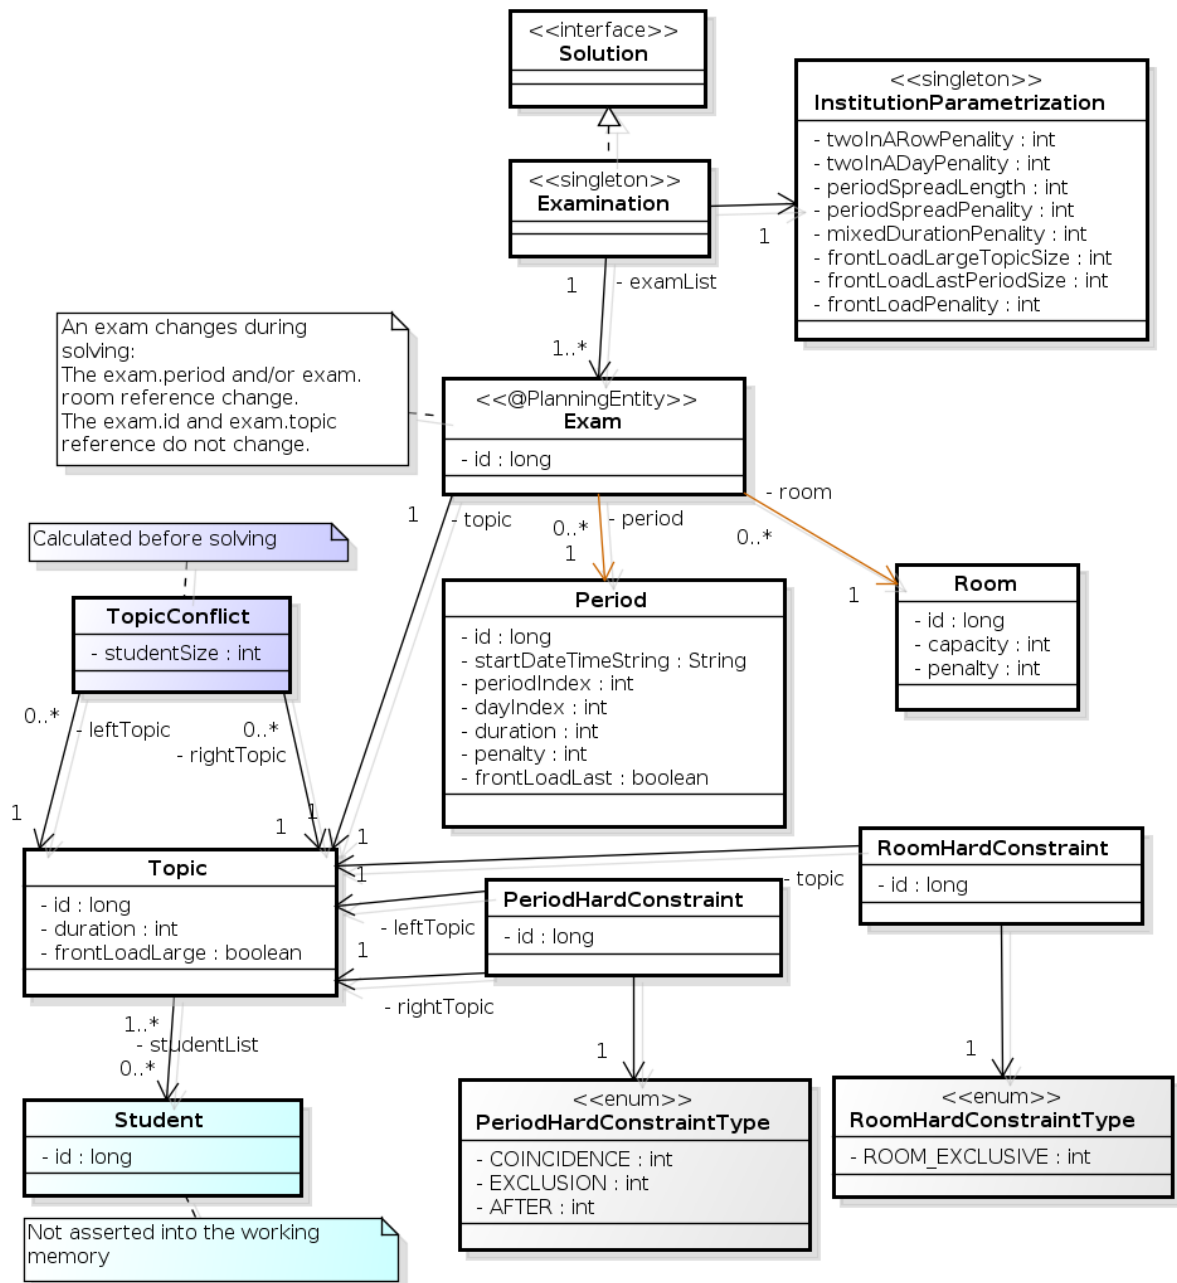 <<interface>>
Solution
<<singleton>>
InstitutionParametrization
- twoInARowPenality : int
- twoInADayPenality : int
- periodSpreadLength : int
- periodSpreadPenality : int
- mixedDurationPenality : int
- frontLoadLargeTopicSize : int
- frontLoadLastPeriodSize : int
- frontLoadPenality : int
<<singleton>>
Examination
1
1
- examList
1..*
An exam changes during
solving:
The exam.period and/or exam.
room reference change.
The exam.id and exam.topic
reference do not change.
<<@PlanningEntity>>
Exam
- id : long
1
- topic
0..*
- period
1
- room
0..*
1
Calculated before solving
TopicConflict
- studentSize : int
0..*
- leftTopic
0..*
- rightTopic
1
1
1
1
Period
- id : long
- startDateTimeString : String
- periodIndex : int
- dayIndex : int
- duration : int
- penalty : int
- frontLoadLast : boolean
Room
- id : long
- capacity : int
- penalty : int
Topic
- id : long
- duration : int
- frontLoadLarge : boolean
1
- leftTopic
1
- rightTopic
PeriodHardConstraint
- id : long
- topic
RoomHardConstraint
- id : long
1..*
- studentList
0..*
1
1
Student
- id : long
Not asserted into the working
memory
<<enum>>
PeriodHardConstraintType
- COINCIDENCE : int
- EXCLUSION : int
- AFTER : int
<<enum>>
RoomHardConstraintType
- ROOM_EXCLUSIVE : int